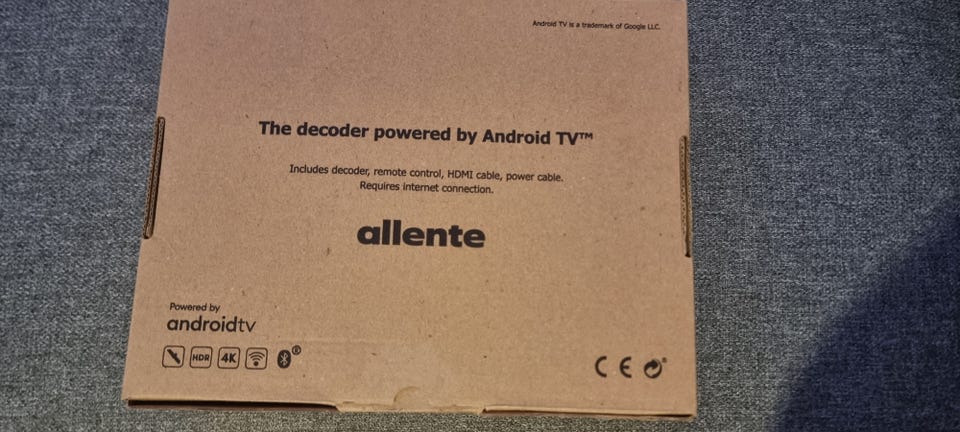 Android TV is a trademark of Google LLC.
The decoder powered by Android TV™
Includes decoder, remote control, HDMI cable, power cable.
Requires internet connection.
allente
Powered by
androidtv
HDR 4K ®
CE